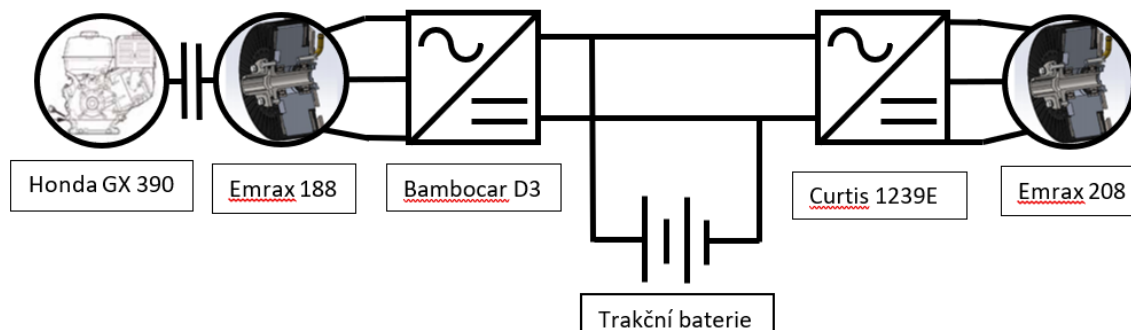 Honda GX 390
Emrax 188
Bambocar D3
Curtis 1239E
Emrax 208
Trakční baterie